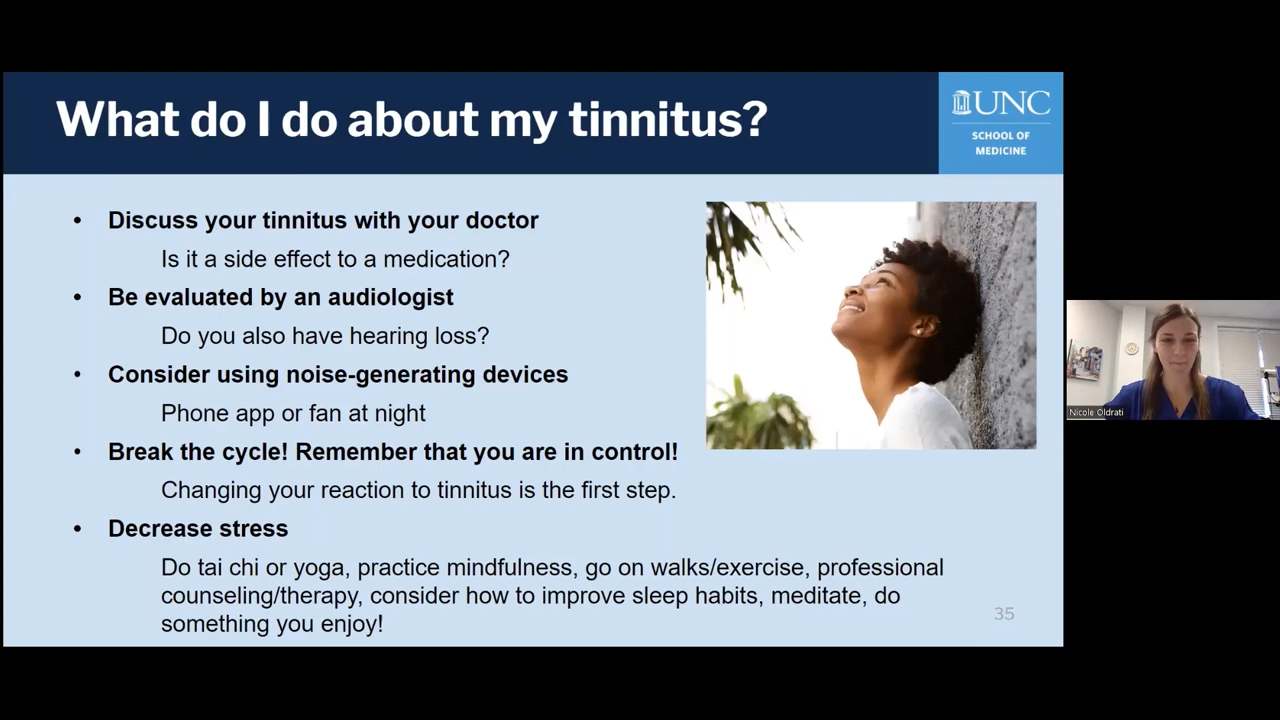 What do I do about my tinnitus?
UNC
SCHOOL OF
MEDICINE
• Discuss your tinnitus with your doctor
Is it a side effect to a medication?
• Be evaluated by an audiologist
Do you also have hearing loss?
• Consider using noise-generating devices
Phone app or fan at night
• Break the cycle! Remember that you are in control!
Changing your reaction to tinnitus is the first step.
• Decrease stress
Do tai chi or yoga, practice mindfulness, go on walks/exercise, professional
counseling/therapy, consider how to improve sleep habits, meditate, do
something you enjoy!
35
Nicole Oldrati